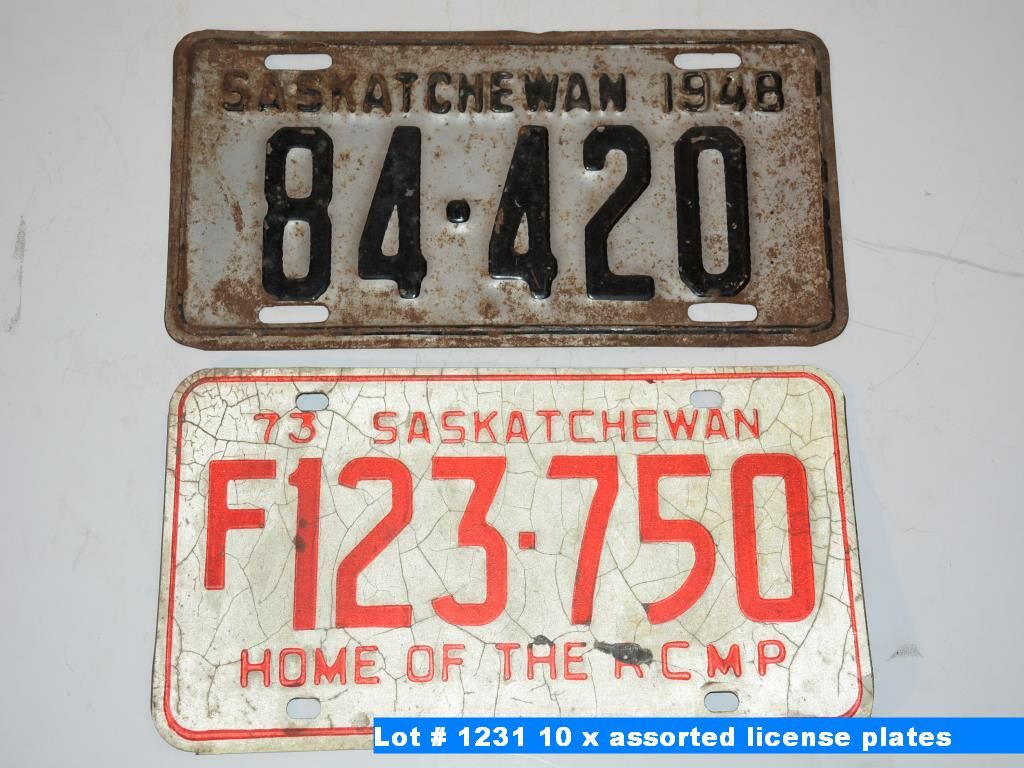 SASKATCHEWAN 1948
84·420
73 SASKATCHEWAN
F123·750
HOME OF THE RCMP
Lot # 1231 10 x assorted license plates